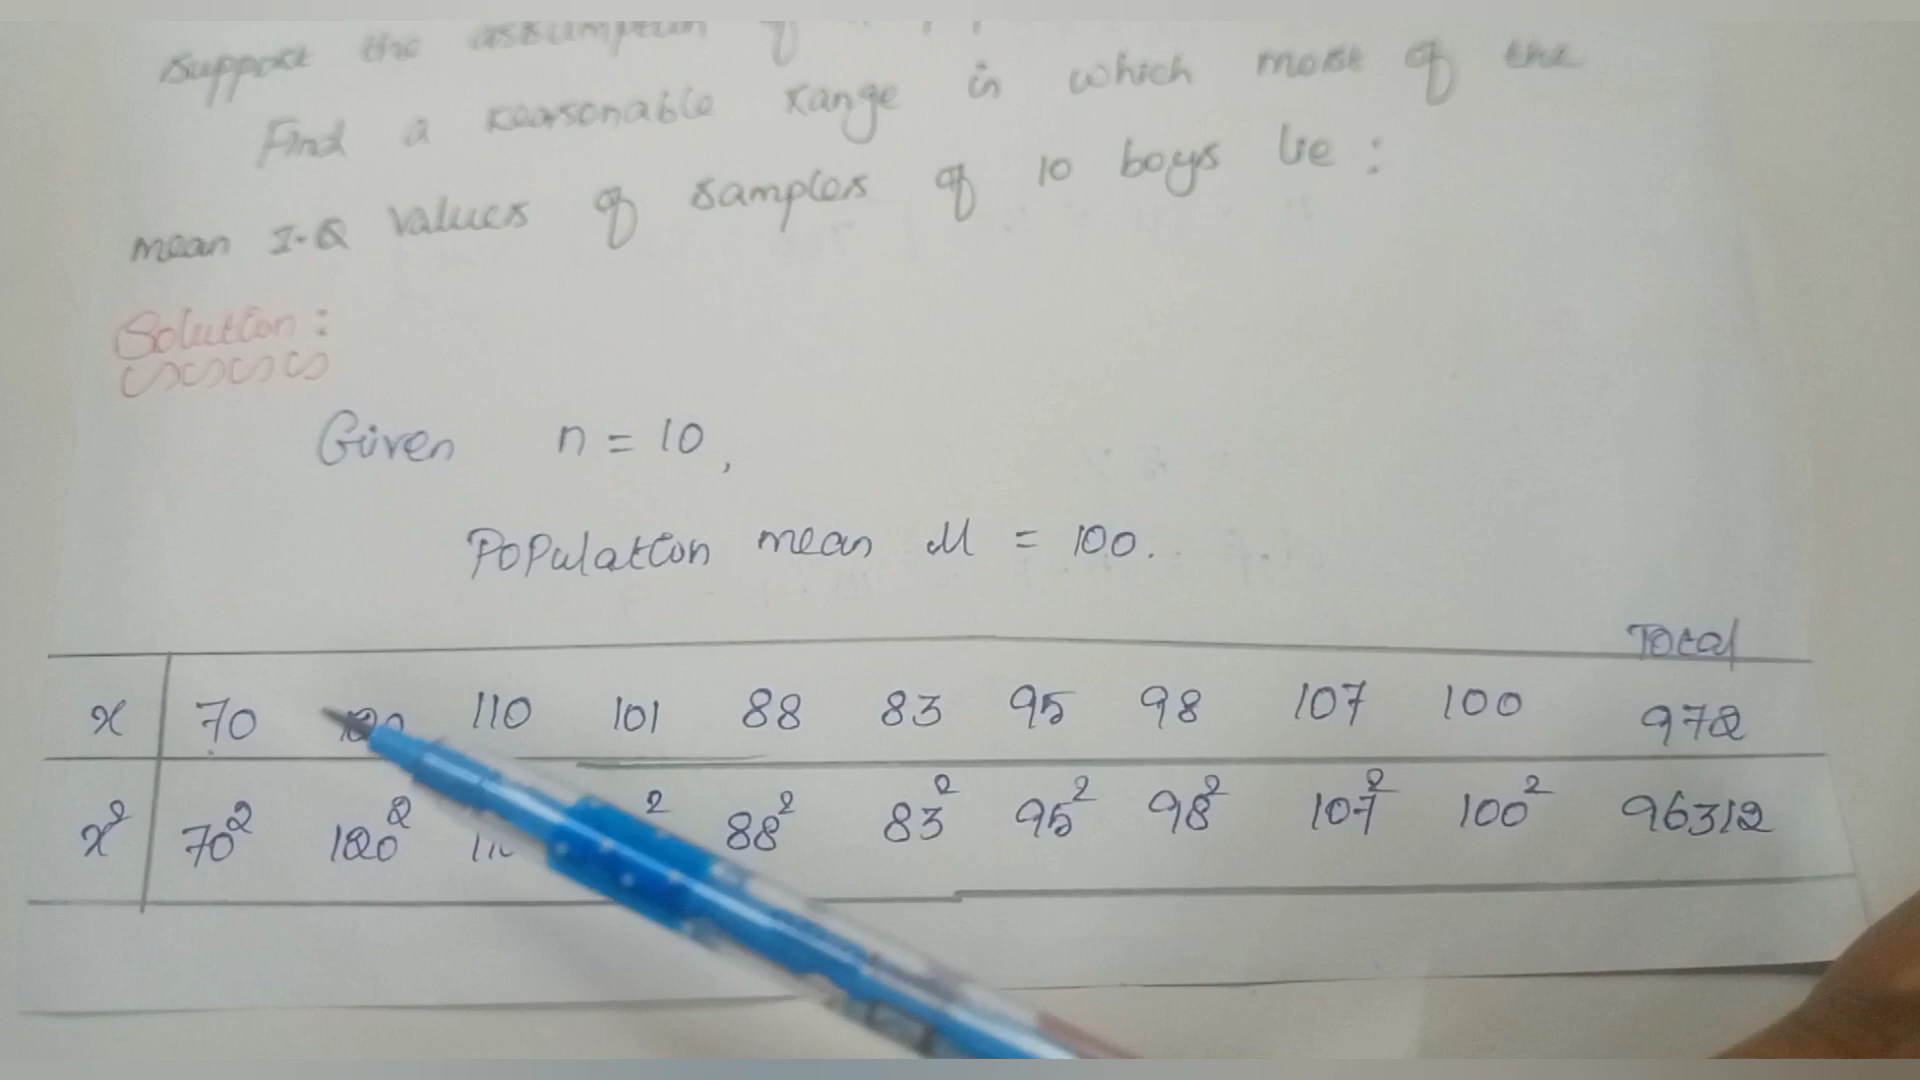 support the assumption of
Find a reasonable range in which most of the
mean I.Q values of samples of 10 boys lie :
Solution :
Given n = 10 ,
Population mean μ = 100 .
Total
x 70 120 110 101 88 83 95 98 107 100 972
x² 70² 120² 88² 83² 95² 98² 107² 100² 96312